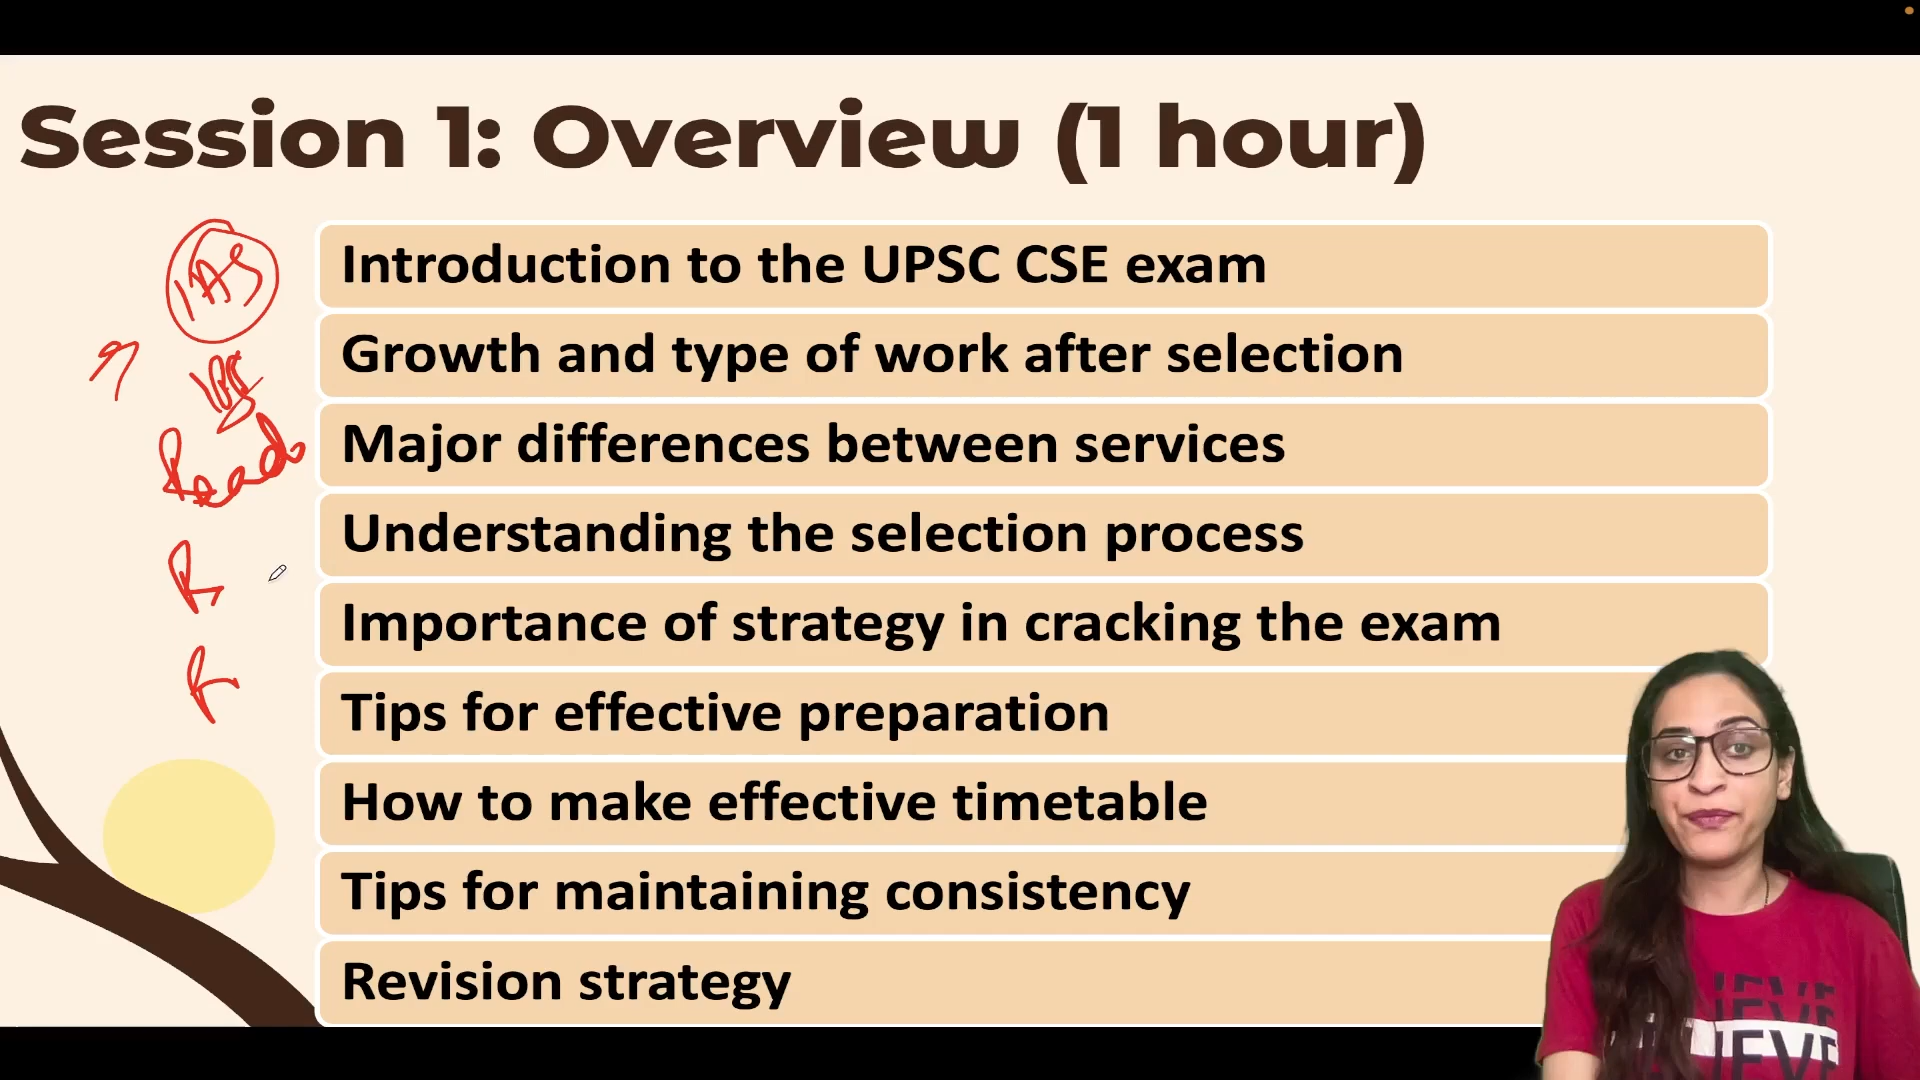 Session 1: Overview (1 hour)
IAS
Introduction to the UPSC CSE exam
Growth and type of work after selection
Read
Major differences between services
Understanding the selection process
R
Importance of strategy in cracking the exam
R
Tips for effective preparation
How to make effective timetable
Tips for maintaining consistency
Revision strategy